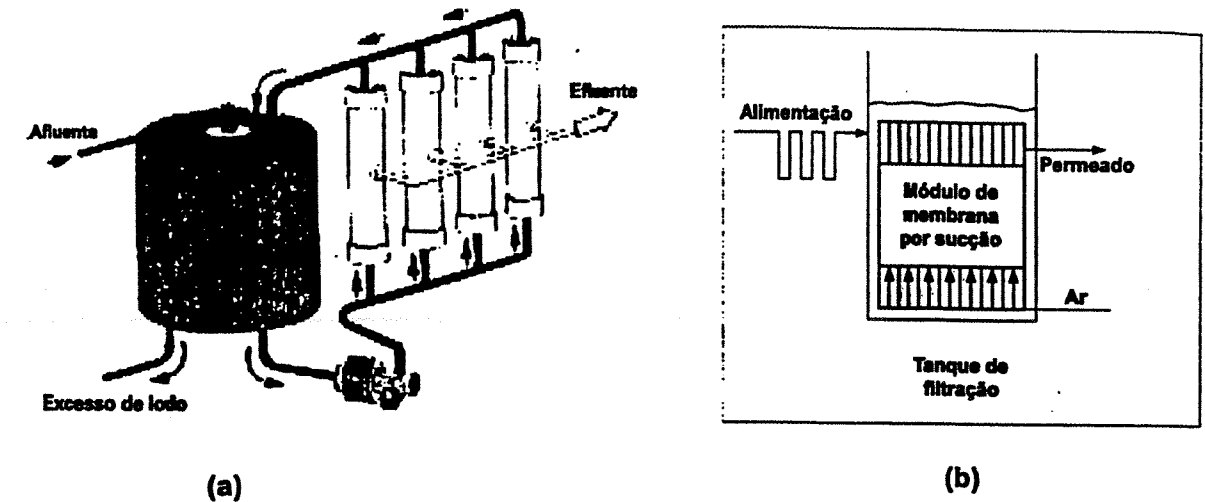 Afluente
Efluente
Excesso de lodo
(a)
Alimentação
Permeado
Módulo de
membrana
por sucção
Ar
Tanque de
filtração
(b)